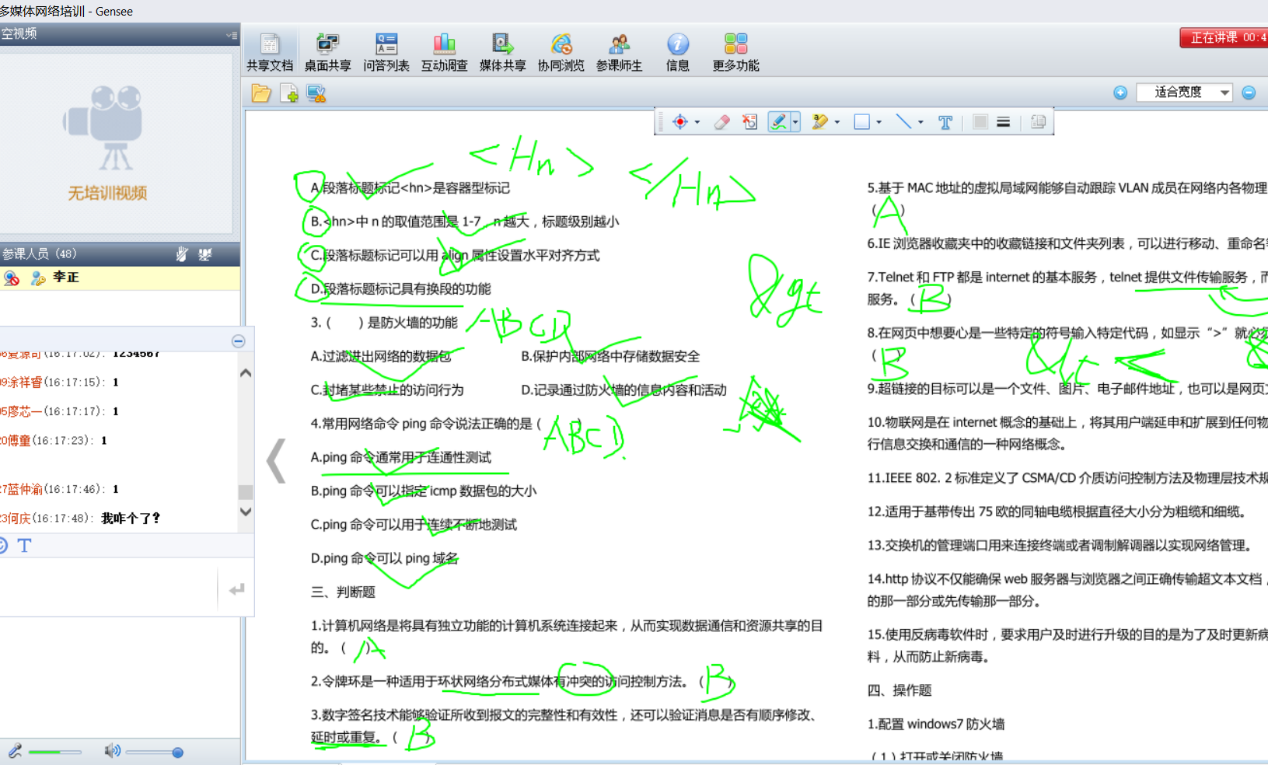 多媒体网络培训 - Gensee
空视频
正在讲课 00:4
共享文档 桌面共享 问答列表 互动调查 媒体共享 协同浏览 参课师生 信息 更多功能
适合宽度
无培训视频
参课人员 (48)
李正
(16:17:02): 1234567
09余祥睿(16:17:15): 1
05廖芯一(16:17:17): 1
20傅童(16:17:23): 1
27蓝仲渝(16:17:46): 1
23何庆(16:17:48): 我咋个了?
T
<Hn>
</Hn>
A.段落标题标记<hn>是容器型标记
B.<hn>中 n 的取值范围是 1-7,n 越大,标题级别越小
C.段落标题标记可以用 align 属性设置水平对齐方式
D.段落标题标记具有换段的功能
&gt
3.( )是防火墙的功能 ABCD
A.过滤进出网络的数据包 B.保护内部网络中存储数据安全
C.封堵某些禁止的访问行为 D.记录通过防火墙的信息内容和活动
4.常用网络命令 ping 命令说法正确的是( ABCD
A.ping 命令通常用于连通性测试
B.ping 命令可以指定 icmp 数据包的大小
C.ping 命令可以用于连续不断地测试
D.ping 命令可以 ping 域名
三、判断题
1.计算机网络是将具有独立功能的计算机系统连接起来,从而实现数据通信和资源共享的目
的。( A )
2.令牌环是一种适用于环状网络分布式媒体有冲突的访问控制方法。( B )
3.数字签名技术能够验证所收到报文的完整性和有效性,还可以验证消息是否有顺序修改、
延时或重复。( B )
5.基于 MAC 地址的虚拟局域网能够自动跟踪 VLAN 成员在网络内各物理
( A )
6.IE 浏览器收藏夹中的收藏链接和文件夹列表,可以进行移动、重命名
7.Telnet 和 FTP 都是 internet 的基本服务,telnet 提供文件传输服务,而
服务。( B )
8.在网页中想要心是一些特定的符号输入特定代码,如显示“>”就必须
( B ) &lt <
9.超链接的目标可以是一个文件、图片、电子邮件地址,也可以是网页
10.物联网是在 internet 概念的基础上,将其用户端延申和扩展到任何物
行信息交换和通信的一种网络概念。
11.IEEE 802. 2 标准定义了 CSMA/CD 介质访问控制方法及物理层技术规
12.适用于基带传出 75 欧的同轴电缆根据直径大小分为粗缆和细缆。
13.交换机的管理端口用来连接终端或者调制解调器以实现网络管理。
14.http 协议不仅能确保 web 服务器与浏览器之间正确传输超文本文档,
的那一部分或先传输那一部分。
15.使用反病毒软件时,要求用户及时进行升级的目的是为了及时更新病
料,从而防止新病毒。
四、操作题
1.配置 windows7 防火墙
(1)打开或关闭防火墙